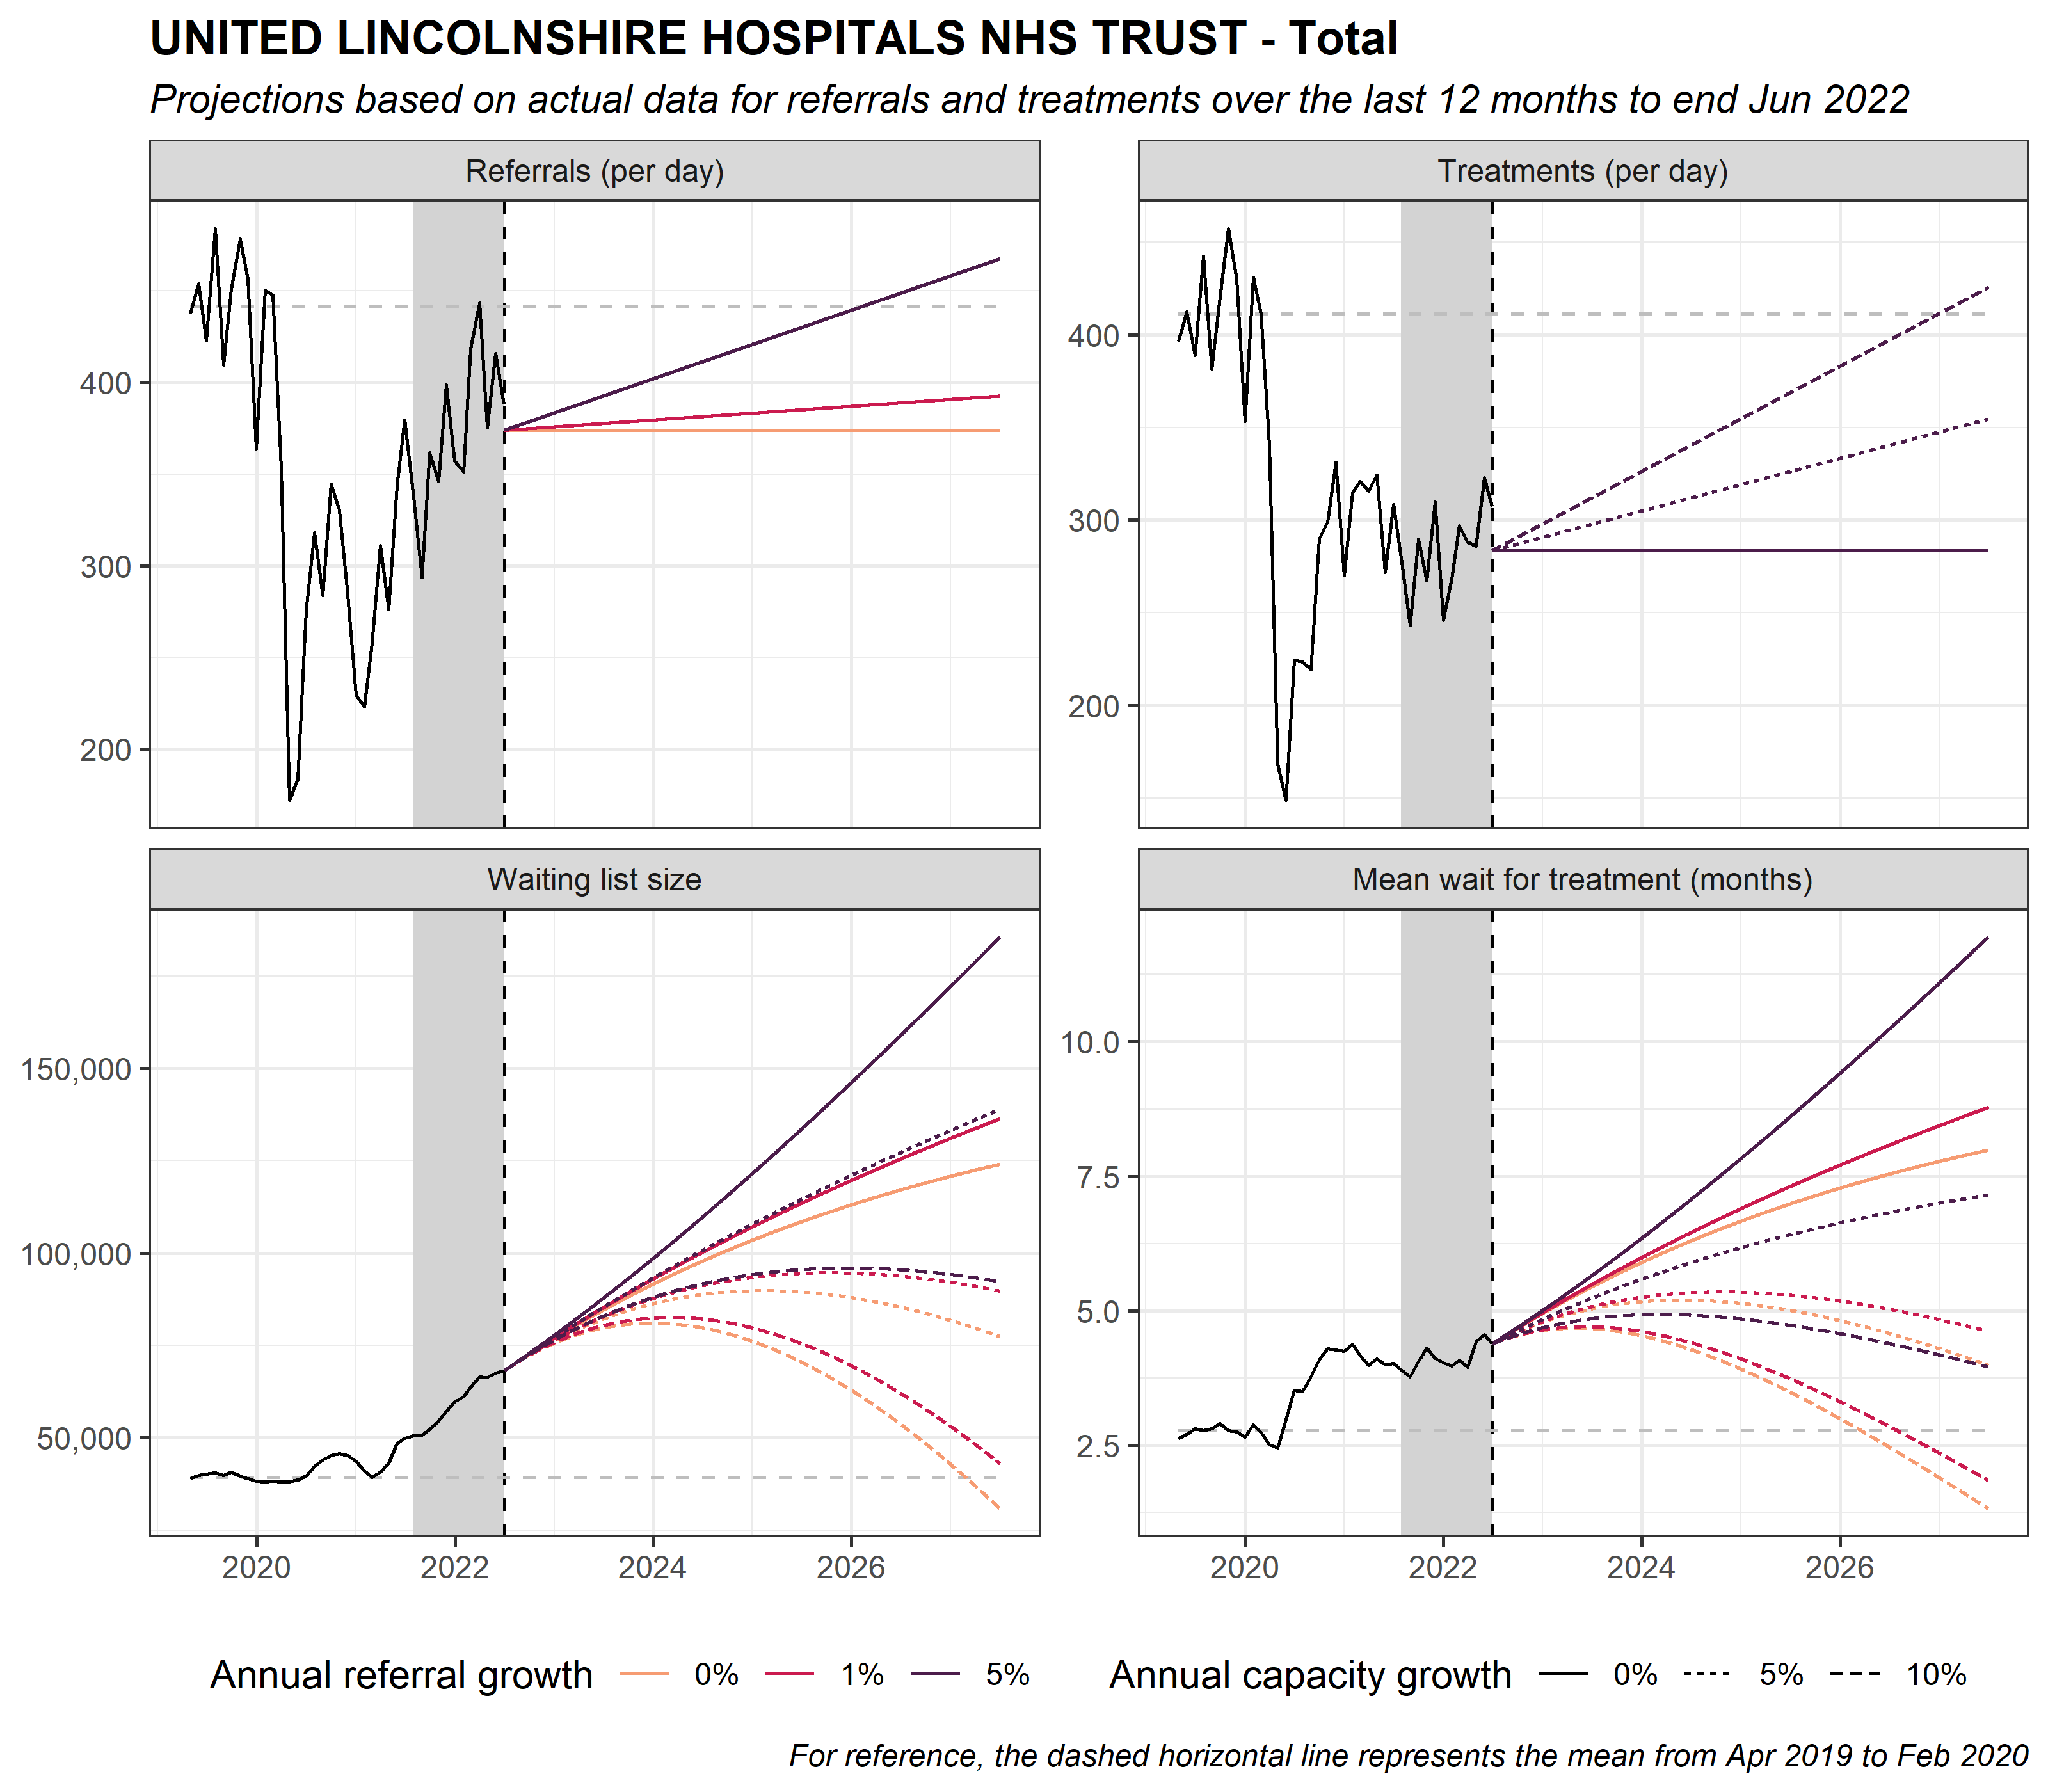 UNITED LINCOLNSHIRE HOSPITALS NHS TRUST - Total
Projections based on actual data for referrals and treatments over the last 12 months to end Jun 2022
Referrals (per day)
400
300
200
Treatments (per day)
400
300
200
Waiting list size
150,000
100,000
50,000
2020 2022 2024 2026
Mean wait for treatment (months)
10.0
7.5
5.0
2.5
2020 2022 2024 2026
Annual referral growth 0% 1% 5%
Annual capacity growth 0% 5% 10%
For reference, the dashed horizontal line represents the mean from Apr 2019 to Feb 2020